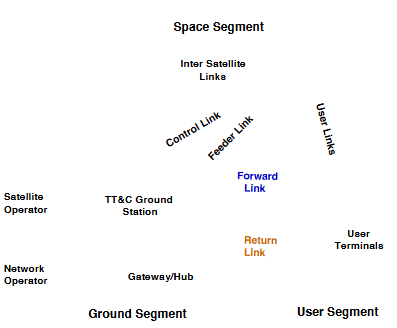 Space Segment
Inter Satellite
Links
Control Link
Feeder Link
User Links
Forward
Link
Satellite
Operator
TT&C Ground
Station
Return
Link
User
Terminals
Network
Operator
Gateway/Hub
Ground Segment
User Segment